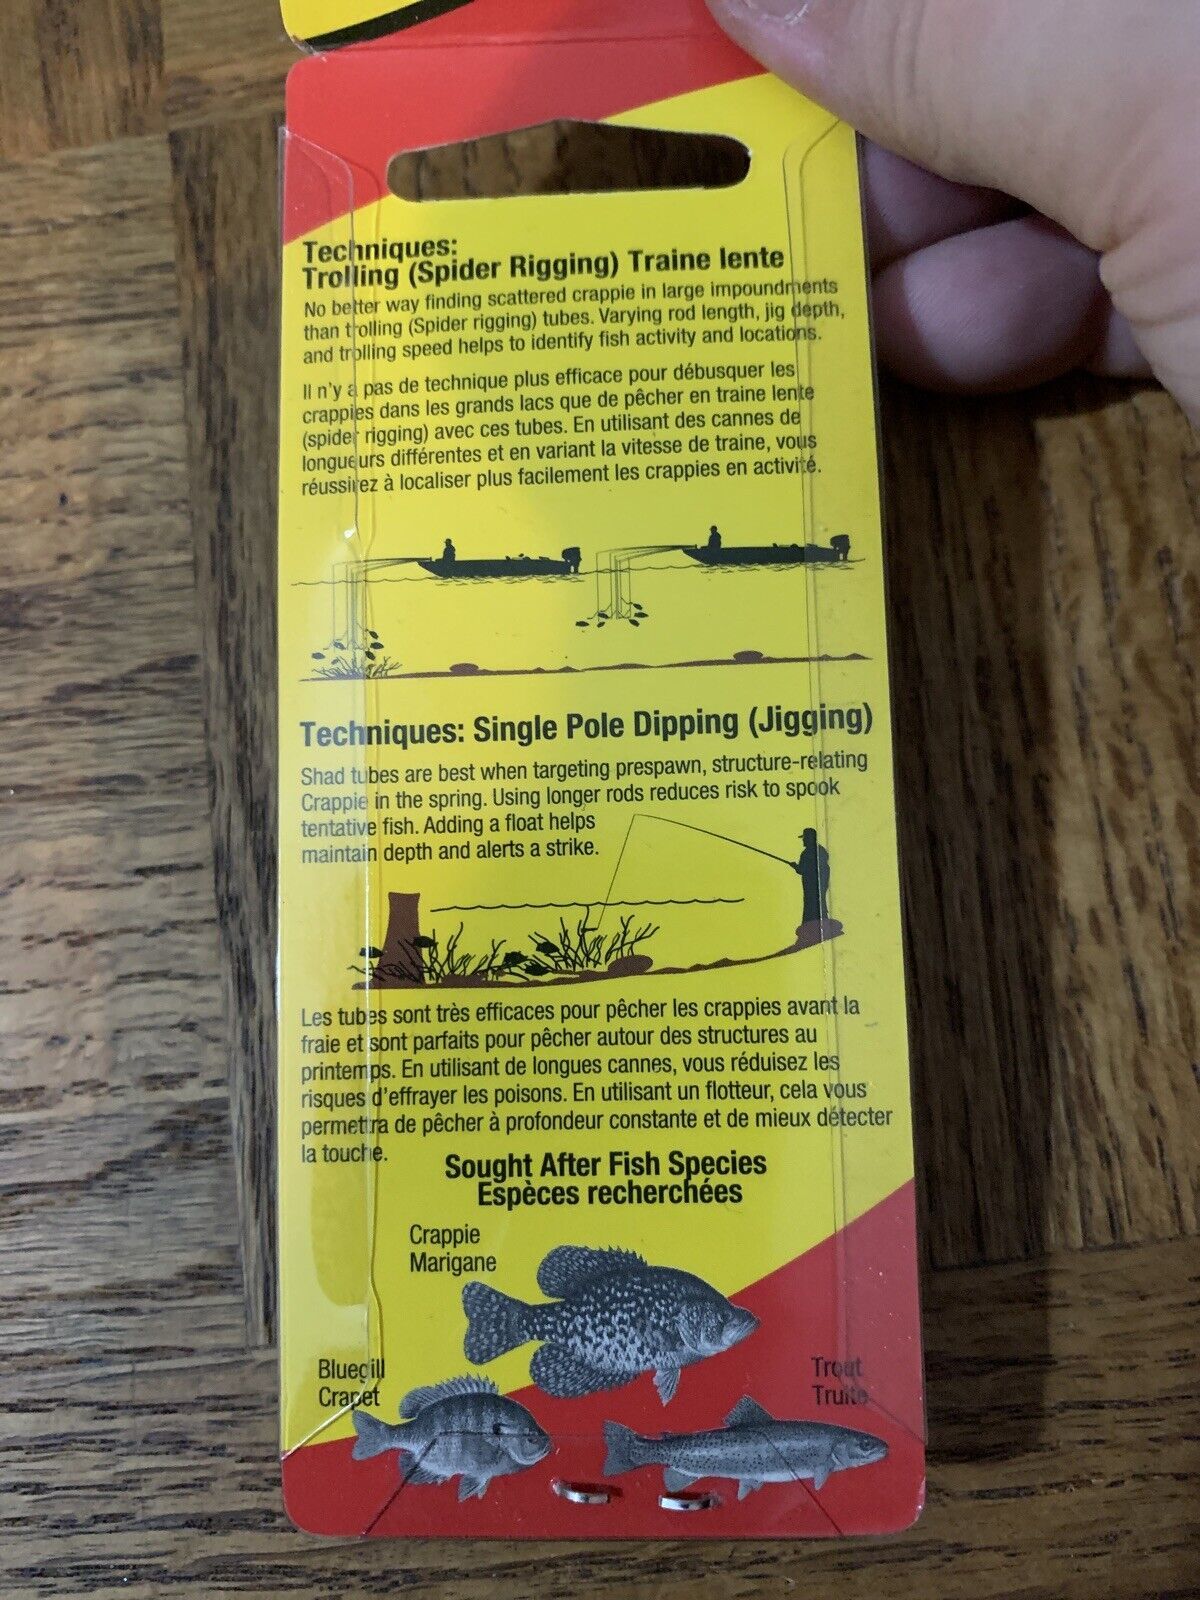 Techniques:
Trolling (Spider Rigging) Traine lente
No better way finding scattered crappie in large impoundments
than trolling (Spider rigging) tubes. Varying rod length, jig depth,
and trolling speed helps to identify fish activity and locations.
Il n'y a pas de technique plus efficace pour débusquer les
crappies dans les grands lacs que de pêcher en traine lente
(spider rigging) avec ces tubes. En utilisant des cannes de
longueurs différentes et en variant la vitesse de traine, vous
réussirez à localiser plus facilement les crappies en activité.
Techniques: Single Pole Dipping (Jigging)
Shad tubes are best when targeting prespawn, structure-relating
Crappie in the spring. Using longer rods reduces risk to spook
tentative fish. Adding a float helps
maintain depth and alerts a strike.
Les tubes sont très efficaces pour pêcher les crappies avant la
fraie et sont parfaits pour pêcher autour des structures au
printemps. En utilisant de longues cannes, vous réduisez les
risques d'effrayer les poisons. En utilisant un flotteur, cela vous
permettra de pêcher à profondeur constante et de mieux détecter
la touche.
Sought After Fish Species
Espèces recherchées
Crappie
Marigane
Bluegill
Crapet
Trout
Truite